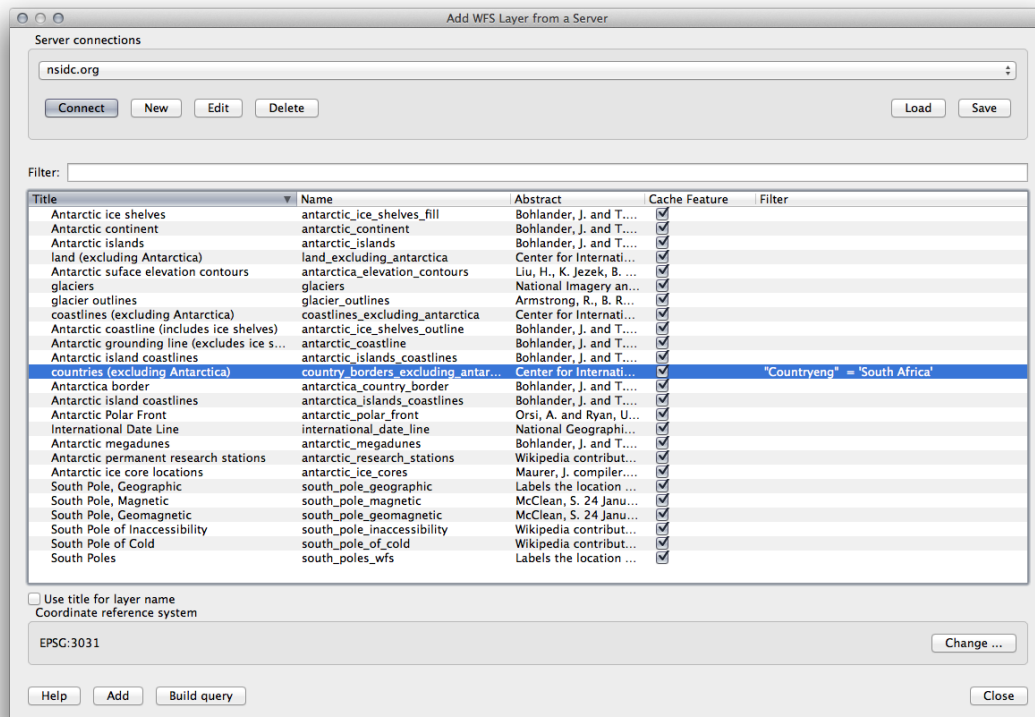 Add WFS Layer from a Server
Server connections
nsidc.org
Connect New Edit Delete Load Save
Filter:
Title Name Abstract Cache Feature Filter
Antarctic ice shelves antarctic_ice_shelves_fill Bohlander, J. and T....
Antarctic continent antarctic_continent Bohlander, J. and T....
Antarctic islands antarctic_islands Bohlander, J. and T....
land (excluding Antarctica) land_excluding_antarctica Center for Internati...
Antarctic suface elevation contours antarctica_elevation_contours Liu, H., K. Jezek, B. ...
glaciers glaciers National Imagery an...
glacier outlines glacier_outlines Armstrong, R., B. R...
coastlines (excluding Antarctica) coastlines_excluding_antarctica Center for Internati...
Antarctic coastline (includes ice shelves) antarctic_ice_shelves_outline Bohlander, J. and T....
Antarctic grounding line (excludes ice s... antarctic_coastline Bohlander, J. and T....
Antarctic island coastlines antarctic_islands_coastlines Bohlander, J. and T....
countries (excluding Antarctica) country_borders_excluding_antar... Center for Internati... "Countryeng" = 'South Africa'
Antarctica border antarctica_country_border Bohlander, J. and T....
Antarctic island coastlines antarctica_islands_coastlines Bohlander, J. and T....
Antarctic Polar Front antarctic_polar_front Orsi, A. and Ryan, U...
International Date Line international_date_line National Geographi...
Antarctic megadunes antarctic_megadunes Bohlander, J. and T....
Antarctic permanent research stations antarctic_research_stations Wikipedia contribut...
Antarctic ice core locations antarctic_ice_cores Maurer, J. compiler....
South Pole, Geographic south_pole_geographic Labels the location ...
South Pole, Magnetic south_pole_magnetic McClean, S. 24 Janu...
South Pole, Geomagnetic south_pole_geomagnetic McClean, S. 24 Janu...
South Pole of Inaccessibility south_pole_inaccessibility Wikipedia contribut...
South Pole of Cold south_pole_of_cold Wikipedia contribut...
South Poles south_poles_wfs Labels the location ...
Use title for layer name
Coordinate reference system
EPSG:3031 Change ...
Help Add Build query Close